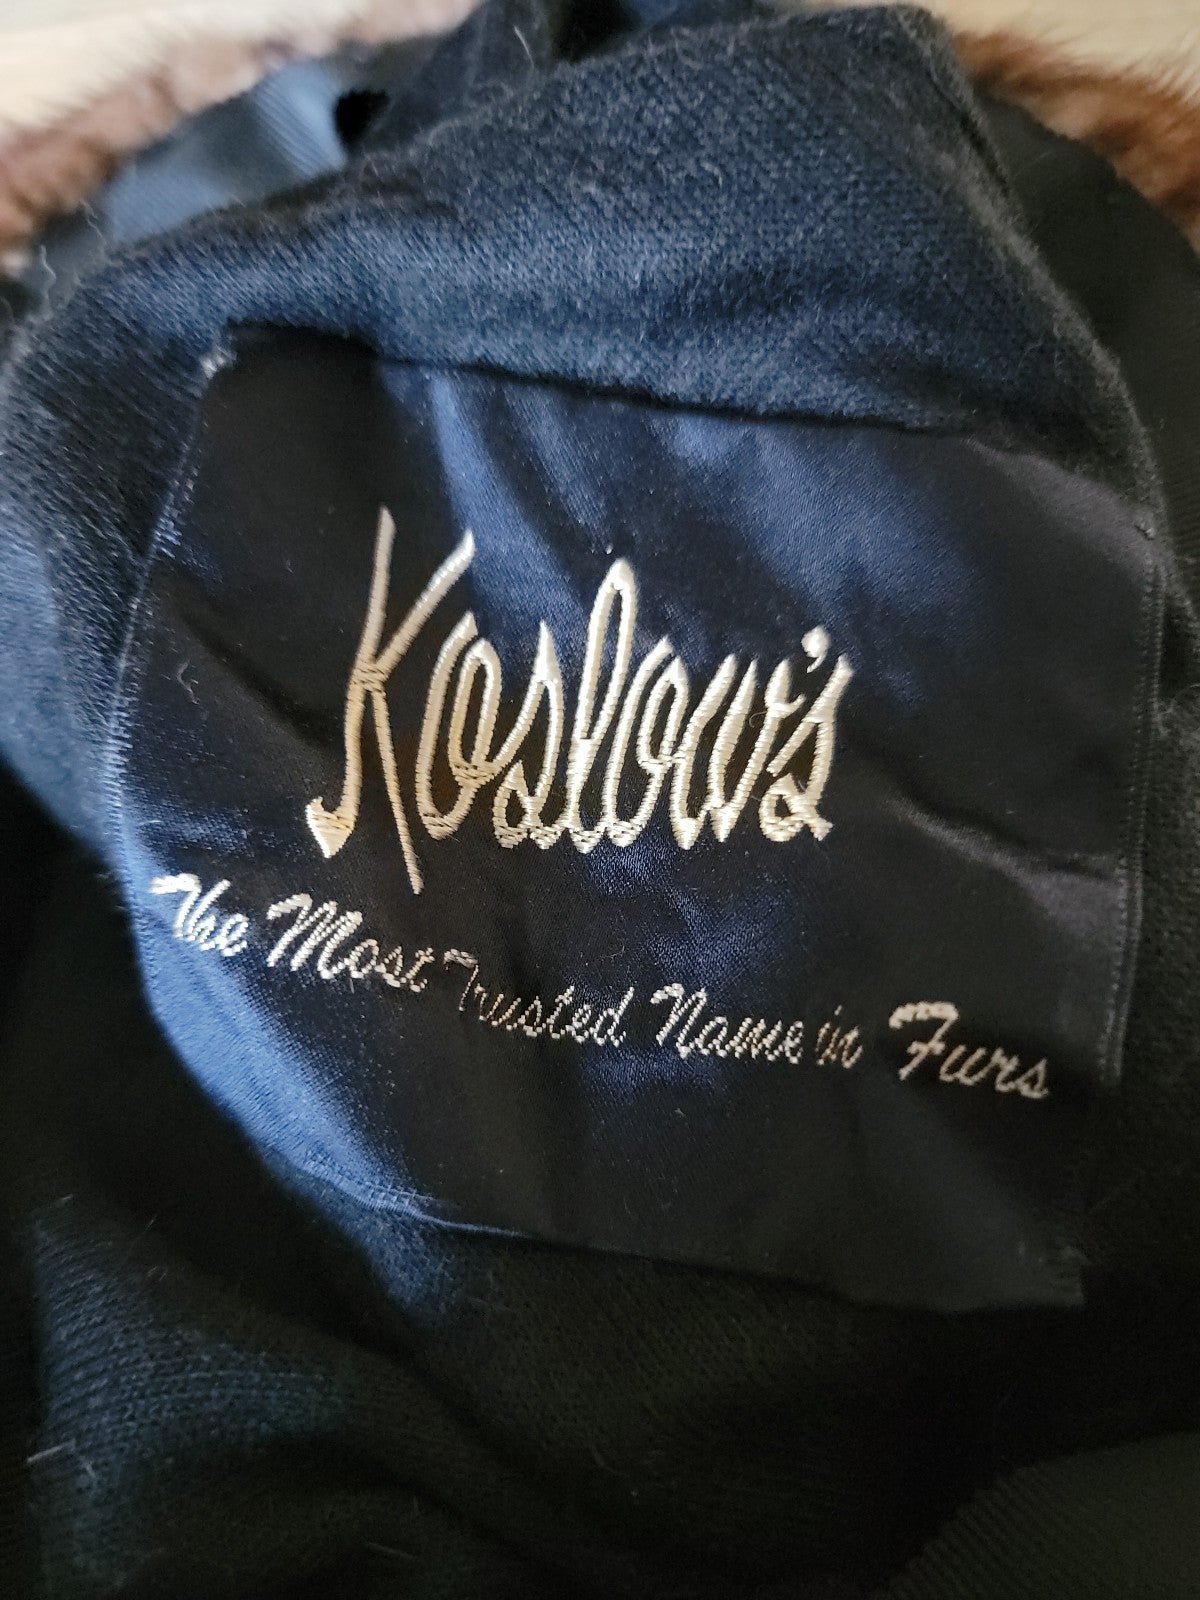 Koslow's
The Most Trusted Name in Furs